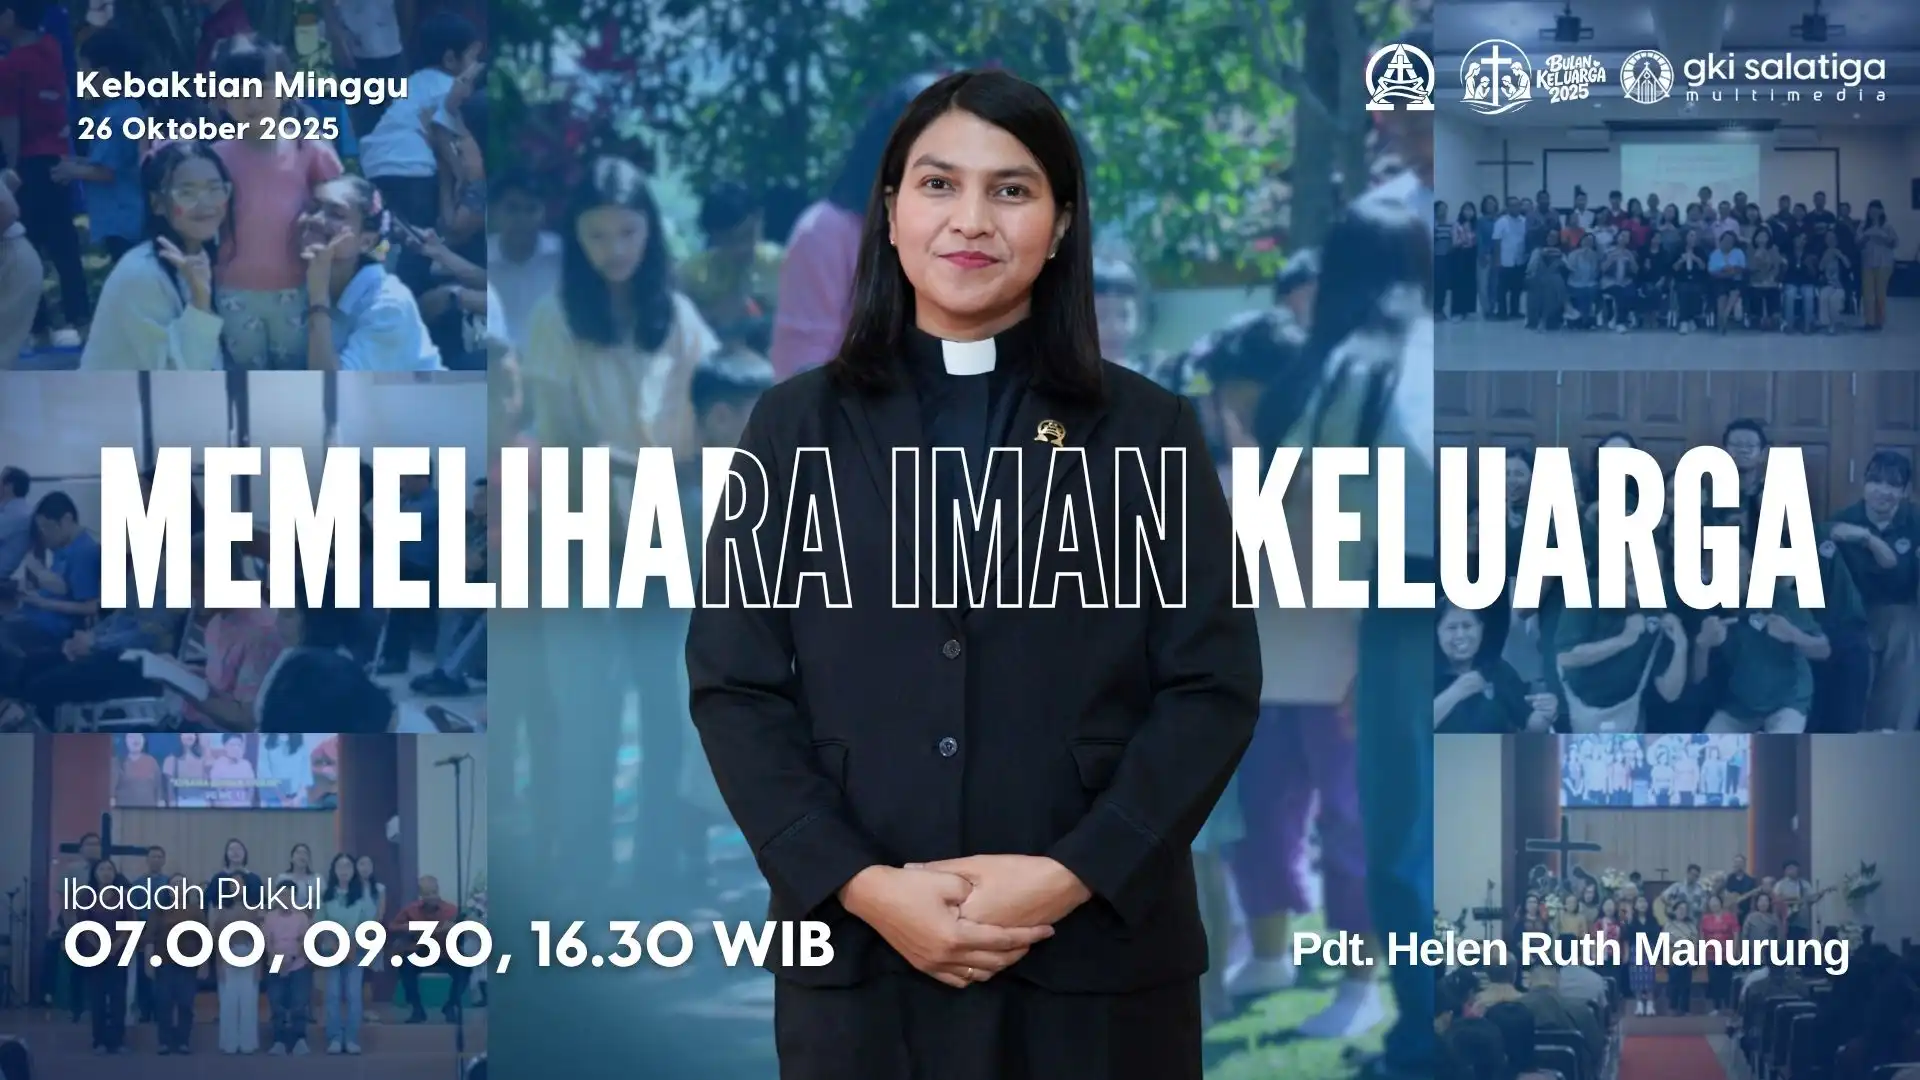 Kebaktian Minggu
26 Oktober 2025
BULAN
KELUARGA
2025
gki salatiga
multimedia
MEMELIHARA IMAN KELUARGA
Ibadah Pukul
07.00, 09.30, 16.30 WIB
Pdt. Helen Ruth Manurung